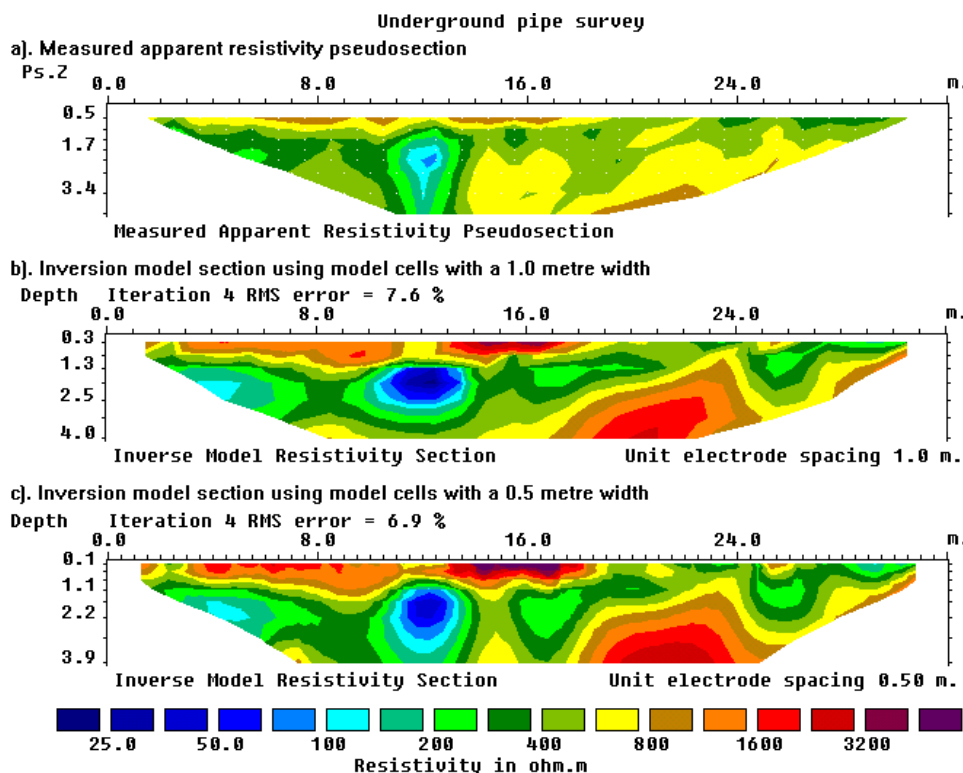 Underground pipe survey
a). Measured apparent resistivity pseudosection
Ps.Z 0.0 8.0 16.0 24.0 m.
0.5
1.7
3.4
Measured Apparent Resistivity Pseudosection
b). Inversion model section using model cells with a 1.0 metre width
Depth Iteration 4 RMS error = 7.6 %
0.0 8.0 16.0 24.0 m.
0.3
1.3
2.5
4.0
Inverse Model Resistivity Section Unit electrode spacing 1.0 m.
c). Inversion model section using model cells with a 0.5 metre width
Depth Iteration 4 RMS error = 6.9 %
0.0 8.0 16.0 24.0 m.
0.1
1.1
2.2
3.9
Inverse Model Resistivity Section Unit electrode spacing 0.50 m.
25.0 50.0 100 200 400 800 1600 3200
Resistivity in ohm.m